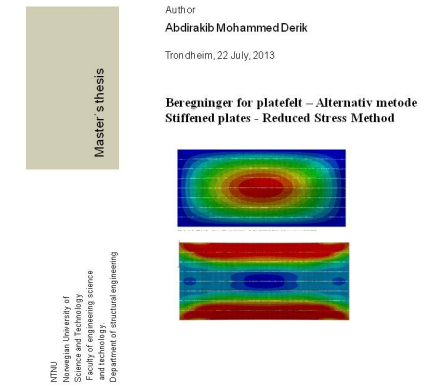 Author
Abdirakib Mohammed Derik
Trondheim, 22 July, 2013
Beregninger for platefelt – Alternativ metode
Stiffened plates - Reduced Stress Method
Master's thesis
NTNU
Norwegian University of
Science and Technology
Faculty of engineering science
and technology.
Department of structural engineering